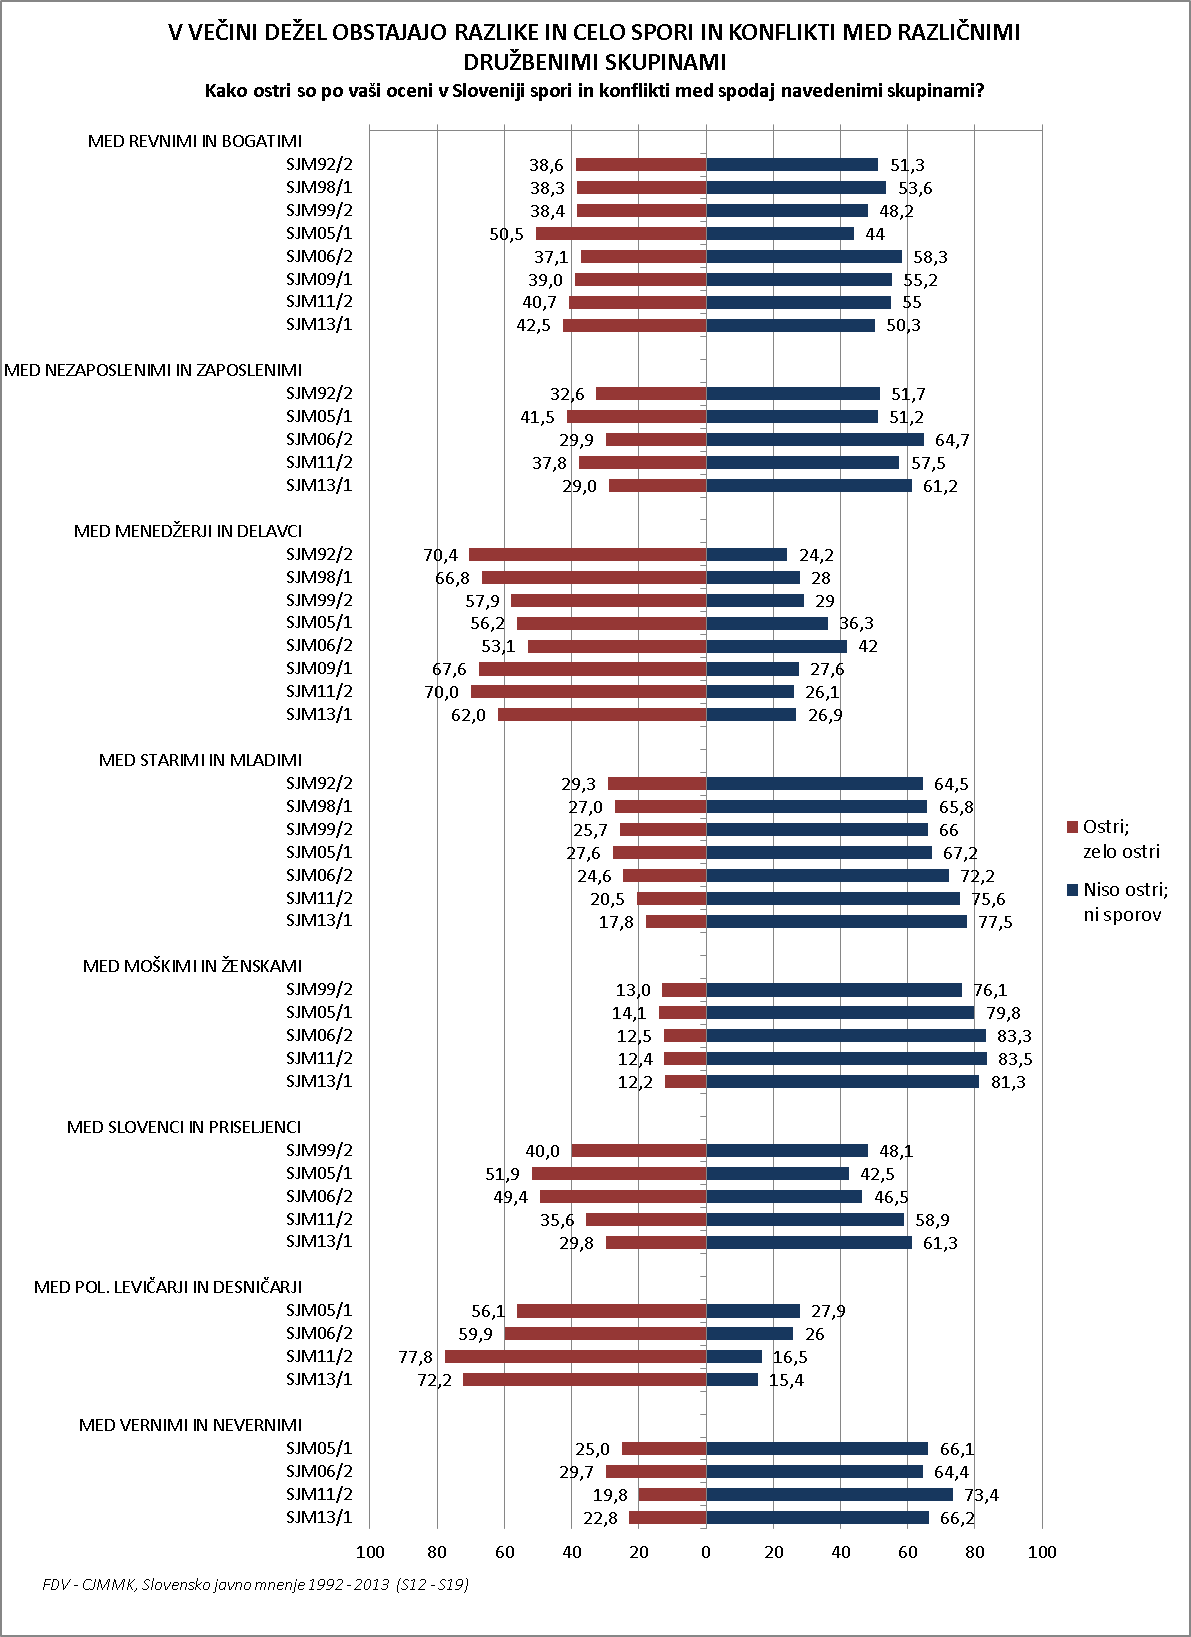 V VEČINI DEŽEL OBSTAJAJO RAZLIKE IN CELO SPORI IN KONFLIKTI MED RAZLIČNIMI
DRUŽBENIMI SKUPINAMI
Kako ostri so po vaši oceni v Sloveniji spori in konflikti med spodaj navedenimi skupinami?
MED REVNIMI IN BOGATIMI
SJM92/2 38,6 51,3
SJM98/1 38,3 53,6
SJM99/2 38,4 48,2
SJM05/1 50,5 44
SJM06/2 37,1 58,3
SJM09/1 39,0 55,2
SJM11/2 40,7 55
SJM13/1 42,5 50,3
MED NEZAPOSLENIMI IN ZAPOSLENIMI
SJM92/2 32,6 51,7
SJM05/1 41,5 51,2
SJM06/2 29,9 64,7
SJM11/2 37,8 57,5
SJM13/1 29,0 61,2
MED MENEDŽERJI IN DELAVCI
SJM92/2 70,4 24,2
SJM98/1 66,8 28
SJM99/2 57,9 29
SJM05/1 56,2 36,3
SJM06/2 53,1 42
SJM09/1 67,6 27,6
SJM11/2 70,0 26,1
SJM13/1 62,0 26,9
MED STARIMI IN MLADIMI
SJM92/2 29,3 64,5
SJM98/1 27,0 65,8
SJM99/2 25,7 66
SJM05/1 27,6 67,2
SJM06/2 24,6 72,2
SJM11/2 20,5 75,6
SJM13/1 17,8 77,5
Ostri;
zelo ostri
Niso ostri;
ni sporov
MED MOŠKIMI IN ŽENSKAMI
SJM99/2 13,0 76,1
SJM05/1 14,1 79,8
SJM06/2 12,5 83,3
SJM11/2 12,4 83,5
SJM13/1 12,2 81,3
MED SLOVENCI IN PRISELJENCI
SJM99/2 40,0 48,1
SJM05/1 51,9 42,5
SJM06/2 49,4 46,5
SJM11/2 35,6 58,9
SJM13/1 29,8 61,3
MED POL. LEVIČARJI IN DESNIČARJI
SJM05/1 56,1 27,9
SJM06/2 59,9 26
SJM11/2 77,8 16,5
SJM13/1 72,2 15,4
MED VERNIMI IN NEVERNIMI
SJM05/1 25,0 66,1
SJM06/2 29,7 64,4
SJM11/2 19,8 73,4
SJM13/1 22,8 66,2
100 80 60 40 20 0 20 40 60 80 100
FDV - CJMMK, Slovensko javno mnenje 1992 - 2013 (S12 - S19)